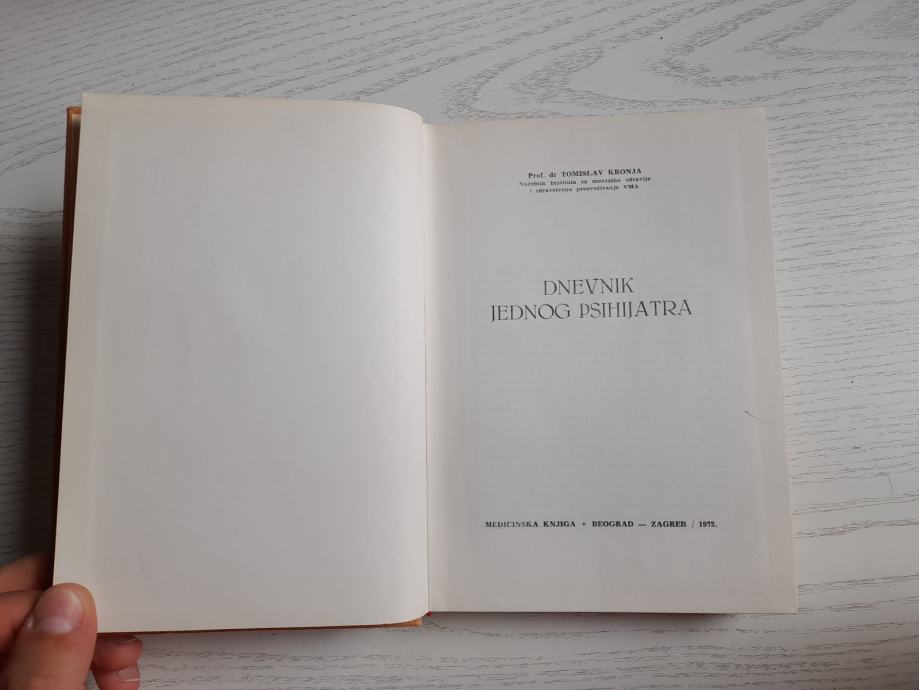 Prof. dr TOMISLAV KRONJA
Načelnik Instituta za mentalno zdravlje
i zdravstveno prosvećivanje VMA
DNEVNIK
JEDNOG PSIHIJATRA
MEDICINSKA KNJIGA • BEOGRAD — ZAGREB / 1972.